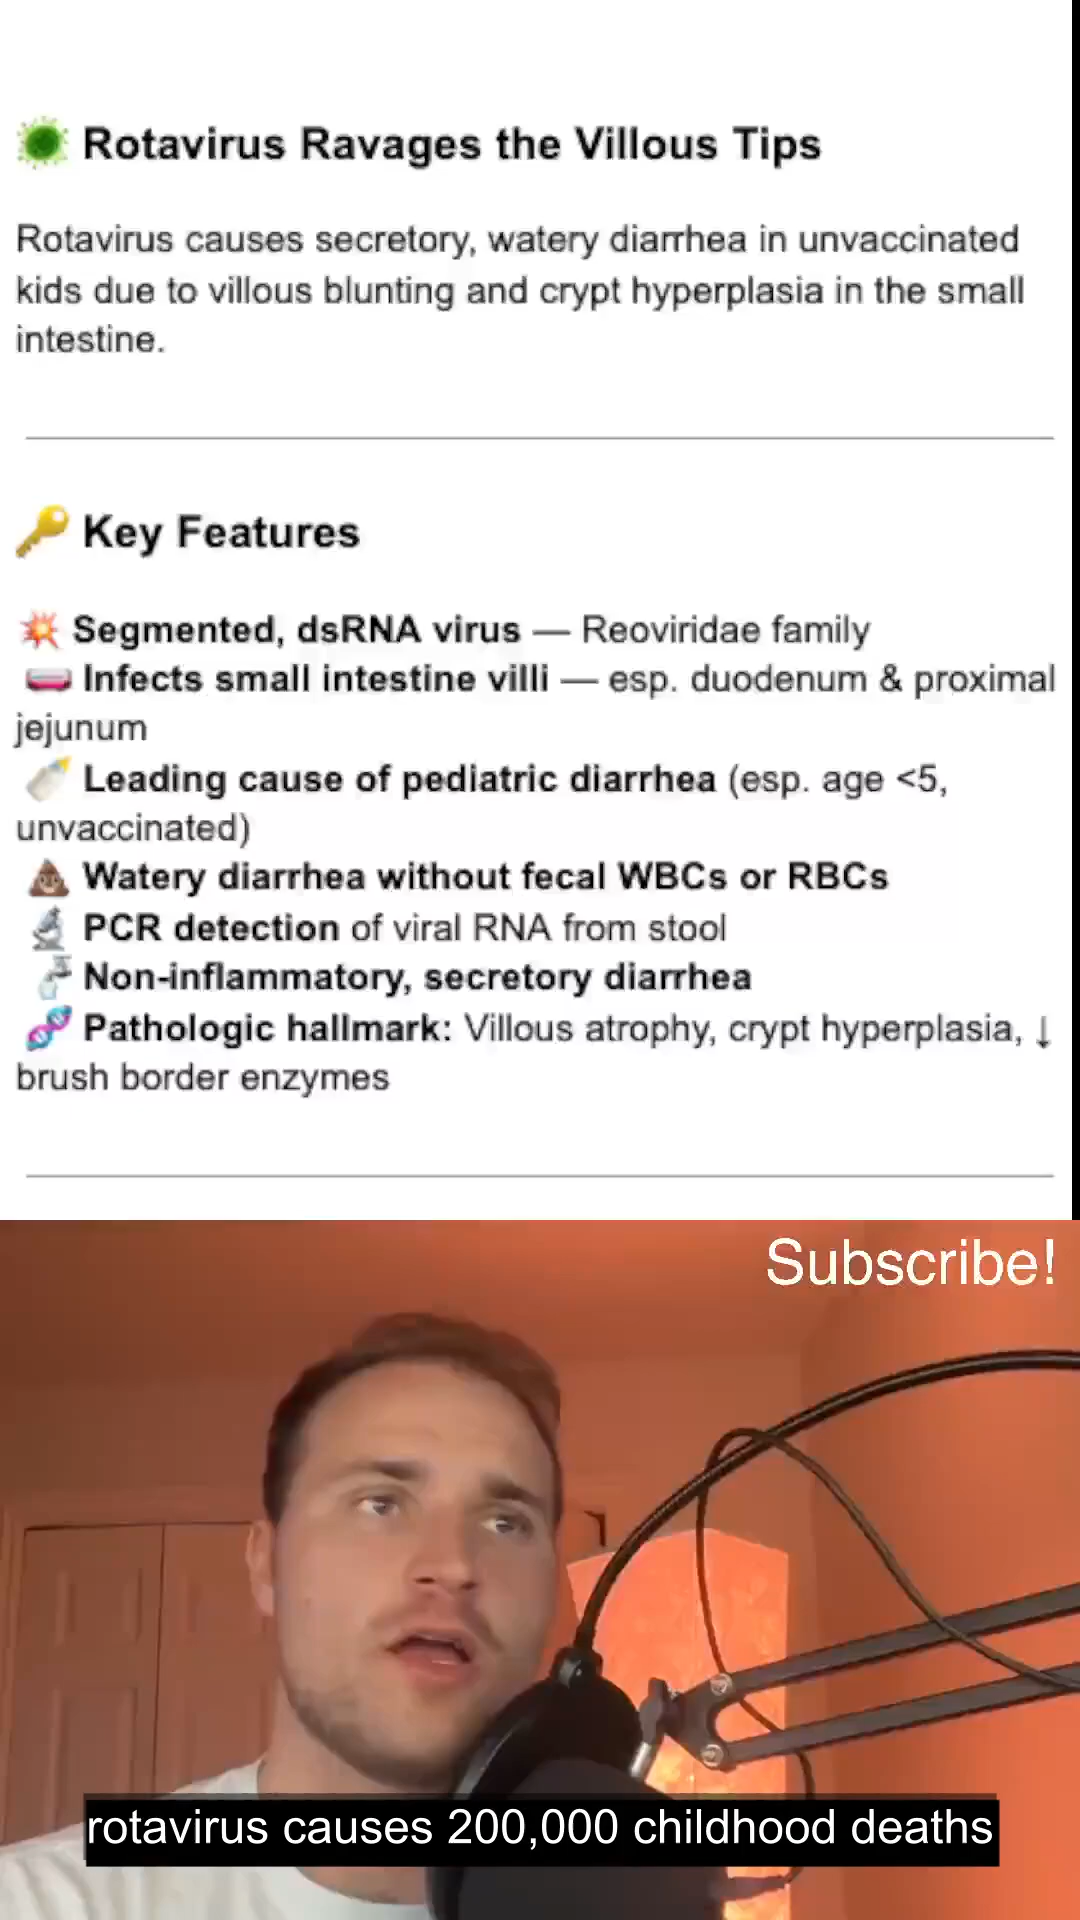 Rotavirus Ravages the Villous Tips
Rotavirus causes secretory, watery diarrhea in unvaccinated
kids due to villous blunting and crypt hyperplasia in the small
intestine.
Key Features
Segmented, dsRNA virus — Reoviridae family
Infects small intestine villi — esp. duodenum & proximal
jejunum
Leading cause of pediatric diarrhea (esp. age <5,
unvaccinated)
Watery diarrhea without fecal WBCs or RBCs
PCR detection of viral RNA from stool
Non-inflammatory, secretory diarrhea
Pathologic hallmark: Villous atrophy, crypt hyperplasia, ↓
brush border enzymes
Subscribe!
rotavirus causes 200,000 childhood deaths